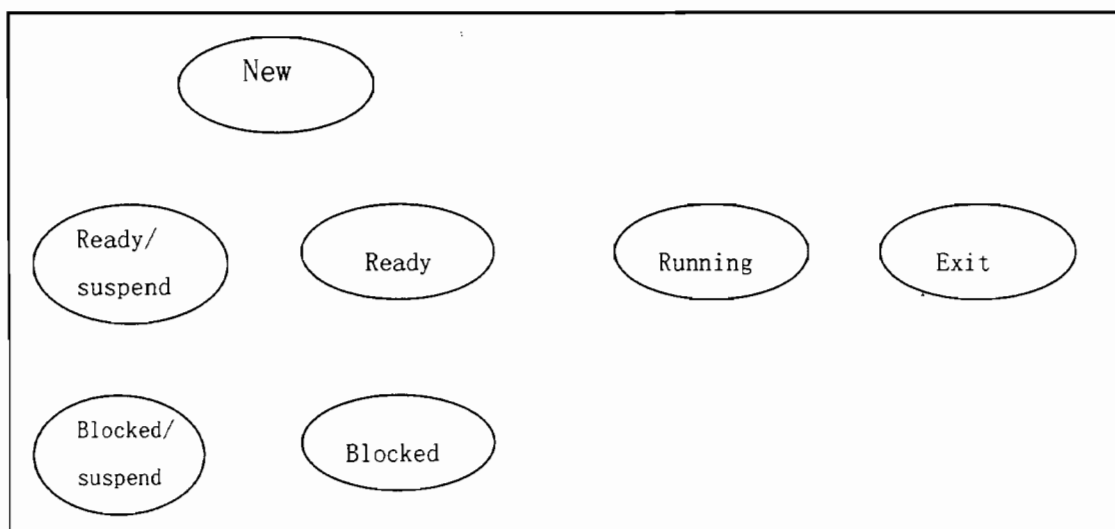 New
Ready/
suspend
Ready
Running
Exit
Blocked/
suspend
Blocked